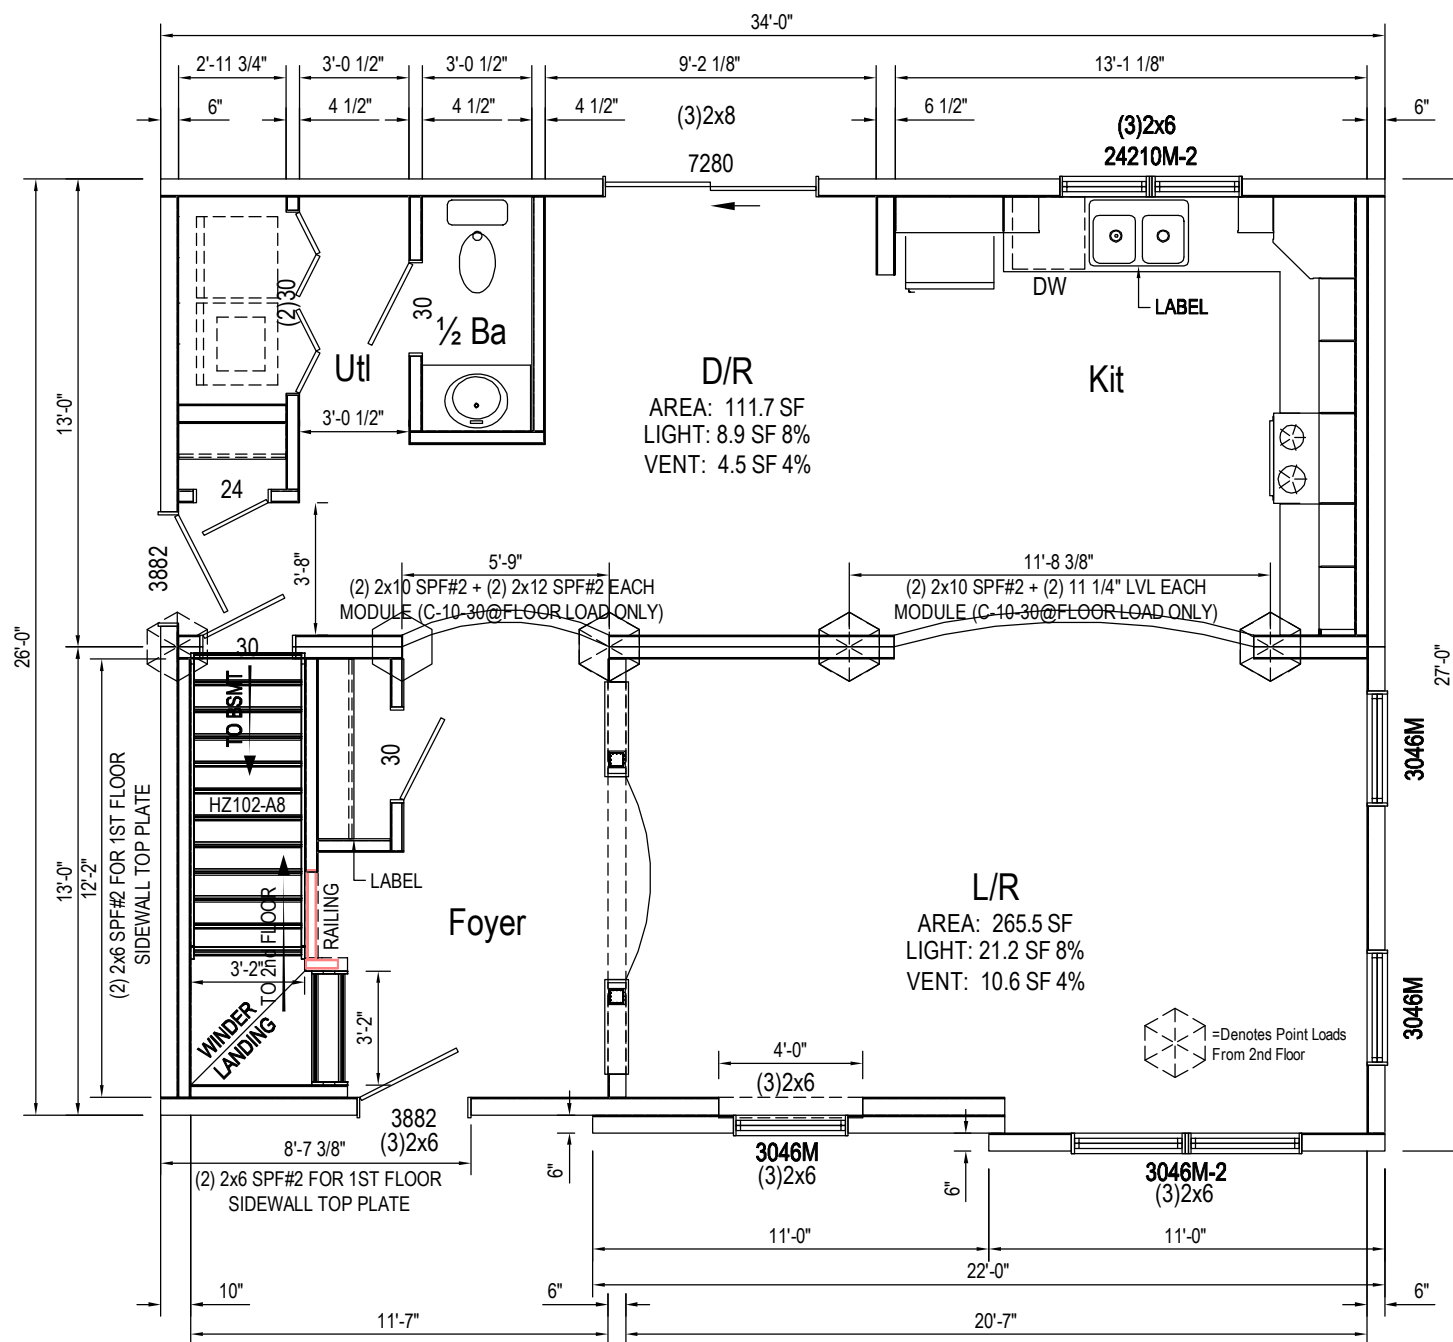 34'-0"
2'-11 3/4"
3'-0 1/2"
3'-0 1/2"
9'-2 1/8"
13'-1 1/8"
6"
4 1/2"
4 1/2"
4 1/2"
(3)2x8
6 1/2"
(3)2x6
24210M-2
6"
7280
(2)30
30
½ Ba
Utl
DW
LABEL
D/R
AREA: 111.7 SF
LIGHT: 8.9 SF 8%
VENT: 4.5 SF 4%
Kit
13'-0"
3'-0 1/2"
24
3882
3'-8"
5'-9"
(2) 2x10 SPF#2 + (2) 2x12 SPF#2 EACH
MODULE (C-10-30@FLOOR LOAD ONLY)
11'-8 3/8"
(2) 2x10 SPF#2 + (2) 11 1/4" LVL EACH
MODULE (C-10-30@FLOOR LOAD ONLY)
26'-0"
27'-0"
30
TO BSMT
30
3046M
HZ102-A8
13'-0"
12'-2"
(2) 2x6 SPF#2 FOR 1ST FLOOR
SIDEWALL TOP PLATE
LABEL
RAILING
TO 2nd FLOOR
Foyer
L/R
AREA: 265.5 SF
LIGHT: 21.2 SF 8%
VENT: 10.6 SF 4%
3'-2"
WINDER
LANDING
3'-2"
3046M
=Denotes Point Loads
From 2nd Floor
4'-0"
(3)2x6
3882
(3)2x6
8'-7 3/8"
(2) 2x6 SPF#2 FOR 1ST FLOOR
SIDEWALL TOP PLATE
6"
3046M
(3)2x6
6"
3046M-2
(3)2x6
11'-0"
11'-0"
22'-0"
10"
6"
6"
11'-7"
20'-7"